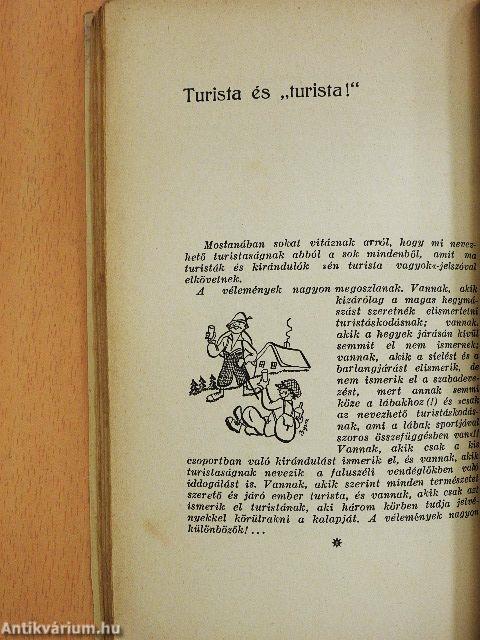 Turista és „turista!“
Mostanában sokat vitáznak arról, hogy mi nevez-
hető turistaságnak abból a sok mindenből, amit ma
turisták és kirándulók »én turista vagyok«-jelszóval
elkövetnek.
A vélemények nagyon megoszlanak. Vannak, akik
kizárólag a magas hegymá-
szást szeretnék elismertetni
turistáskodásnak; vannak,
akik a hegyek járásán kívül
semmit el nem ismernek;
vannak, akik a síelést és a
barlangjárást elismerik, de
nem ismerik el a szabadeve-
zést, mert annak semmi
köze a lábakhoz(!) és »csak
az nevezhető turistáskodás-
nak, ami a lábak sportjával
szoros összefüggésben van«!
Vannak, akik csak a kis
csoportban való kirándulást ismerik el, és vannak, akik
turistaságnak nevezik a faluszéli vendéglőkben való
iddogálást is. Vannak, akik szerint minden természetet
szerető és járó ember turista, és vannak, akik csak azt
ismerik el turistának, aki három körben tudja jelvé-
nyekkel körülrakni a kalapját. A vélemények nagyon
különbözők!...
*
Antikvárium.hu